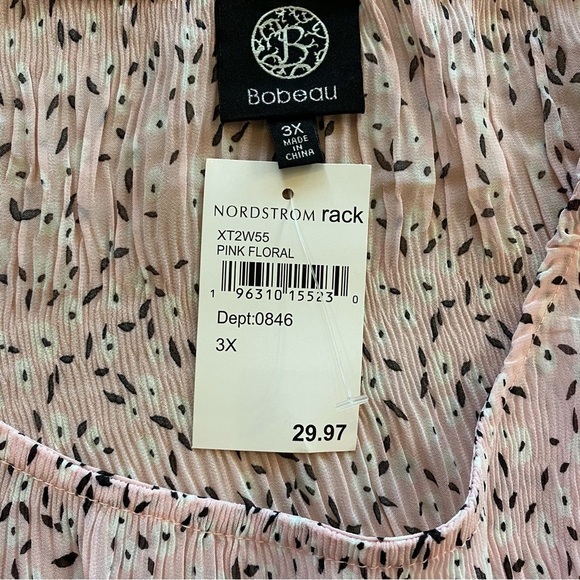 B
Bobeau
3X
MADE
IN
CHINA
NORDSTROM rack
XT2W55
PINK FLORAL
1 96310 15523 0
Dept:0846
3X
29.97